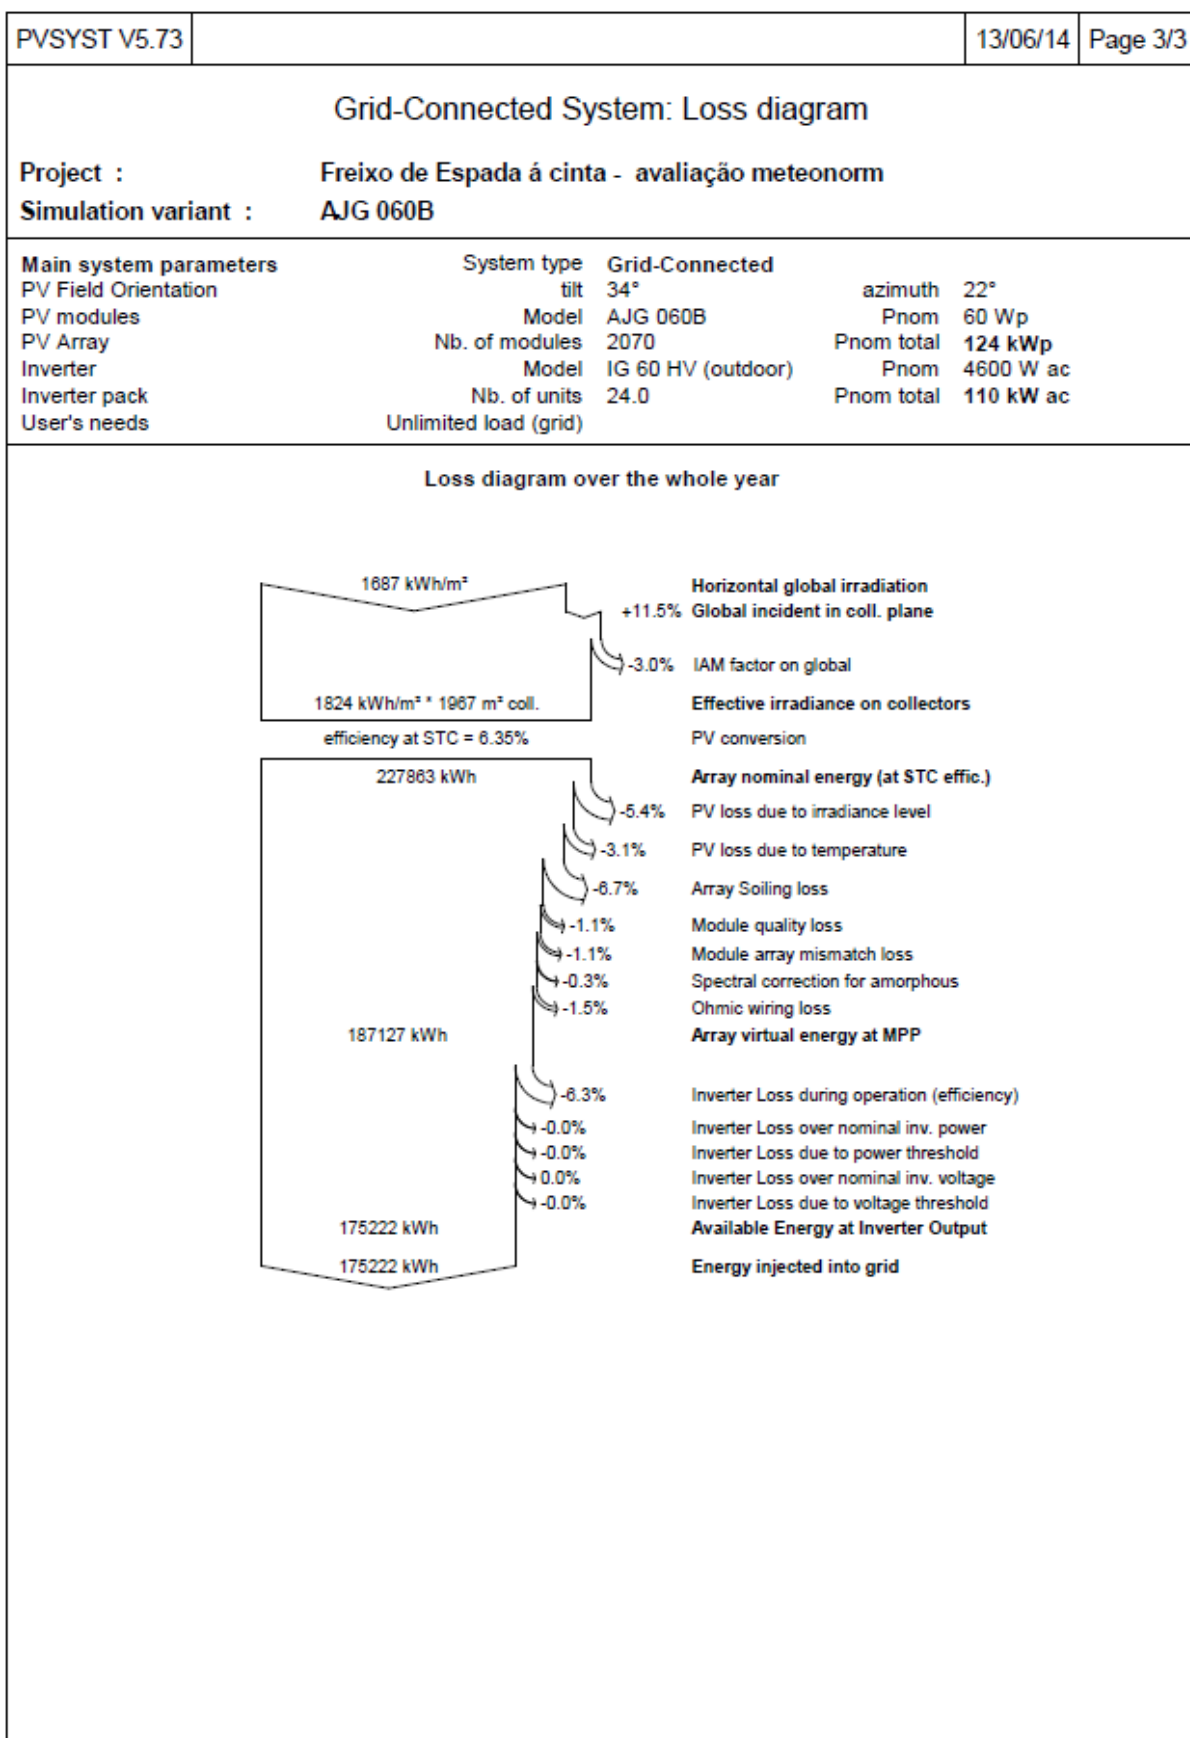 PVSYST V5.73 13/06/14 Page 3/3
Grid-Connected System: Loss diagram
Project : Freixo de Espada á cinta - avaliação meteonorm
Simulation variant : AJG 060B
Main system parameters System type Grid-Connected
PV Field Orientation tilt 34° azimuth 22°
PV modules Model AJG 060B Pnom 60 Wp
PV Array Nb. of modules 2070 Pnom total 124 kWp
Inverter Model IG 60 HV (outdoor) Pnom 4600 W ac
Inverter pack Nb. of units 24.0 Pnom total 110 kW ac
User's needs Unlimited load (grid)
Loss diagram over the whole year
1687 kWh/m² Horizontal global irradiation
+11.5% Global incident in coll. plane
-3.0% IAM factor on global
1824 kWh/m² * 1967 m² coll. Effective irradiance on collectors
efficiency at STC = 6.35% PV conversion
227863 kWh Array nominal energy (at STC effic.)
-5.4% PV loss due to irradiance level
-3.1% PV loss due to temperature
-6.7% Array Soiling loss
-1.1% Module quality loss
-1.1% Module array mismatch loss
-0.3% Spectral correction for amorphous
-1.5% Ohmic wiring loss
187127 kWh Array virtual energy at MPP
-6.3% Inverter Loss during operation (efficiency)
-0.0% Inverter Loss over nominal inv. power
-0.0% Inverter Loss due to power threshold
0.0% Inverter Loss over nominal inv. voltage
-0.0% Inverter Loss due to voltage threshold
175222 kWh Available Energy at Inverter Output
175222 kWh Energy injected into grid